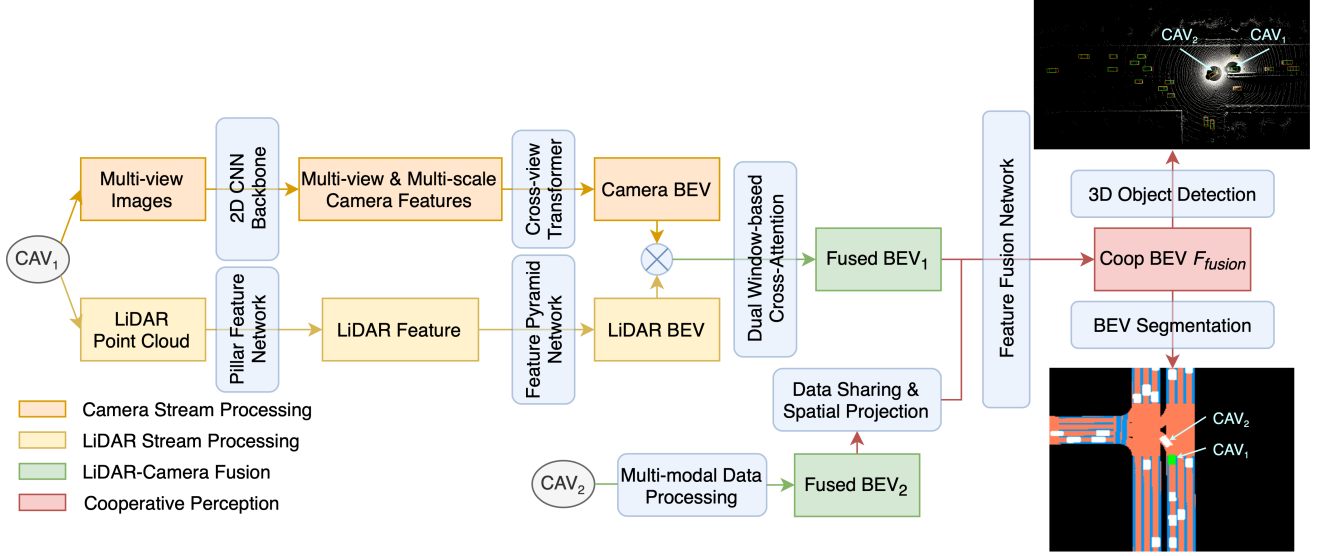 CAV₂
CAV₁
Multi-view
Images
2D CNN
Backbone
Multi-view & Multi-scale
Camera Features
Cross-view
Transformer
Camera BEV
CAV₁
LiDAR
Point Cloud
Pillar Feature
Network
LiDAR Feature
Feature Pyramid
Network
LiDAR BEV
Dual Window-based
Cross-Attention
Fused BEV₁
Feature Fusion Network
3D Object Detection
Coop BEV Ffusion
BEV Segmentation
Data Sharing &
Spatial Projection
CAV₂
Multi-modal Data
Processing
Fused BEV₂
CAV₂
CAV₁
Camera Stream Processing
LiDAR Stream Processing
LiDAR-Camera Fusion
Cooperative Perception